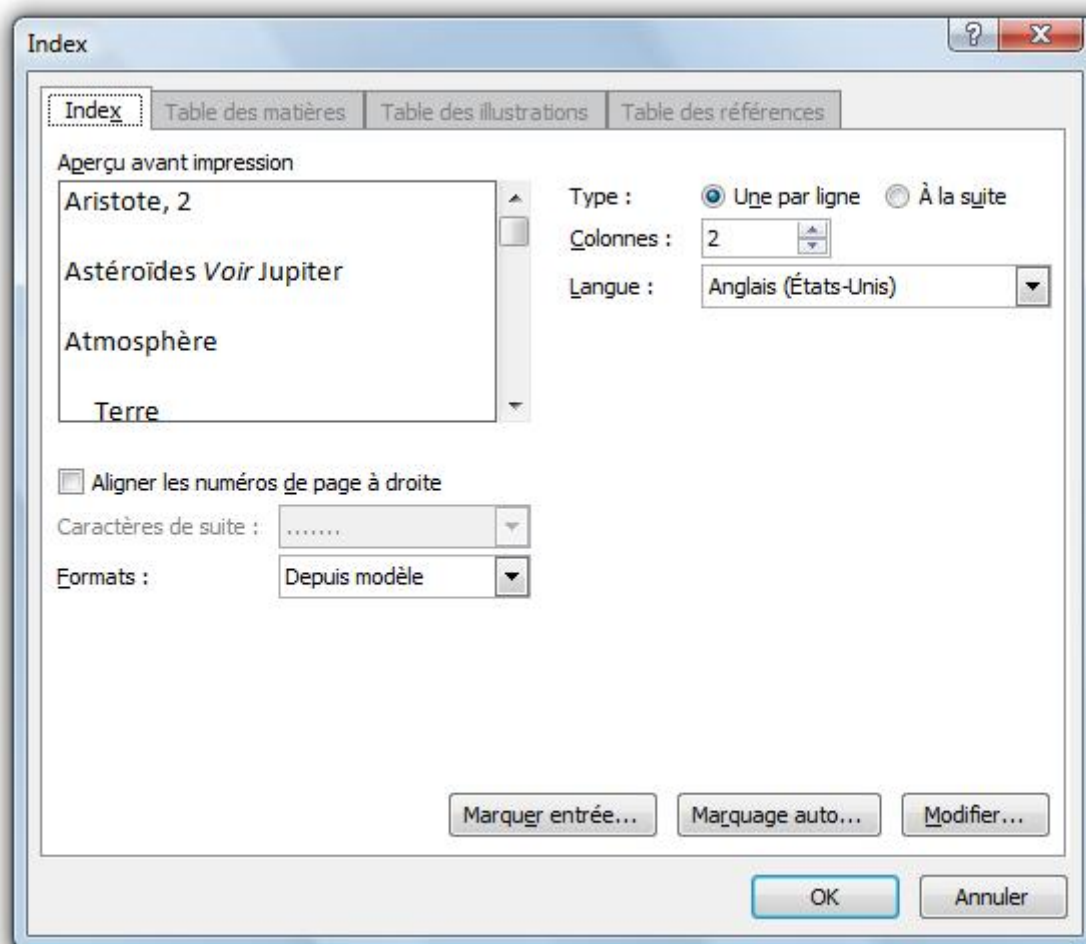 Index
Index
Table des matières
Table des illustrations
Table des références
Aperçu avant impression
Aristote, 2
Astéroïdes Voir Jupiter
Atmosphère
Terre
Type :
Une par ligne
À la suite
Colonnes :
2
Langue :
Anglais (États-Unis)
Aligner les numéros de page à droite
Caractères de suite :
.......
Formats :
Depuis modèle
Marquer entrée...
Marquage auto...
Modifier...
OK
Annuler